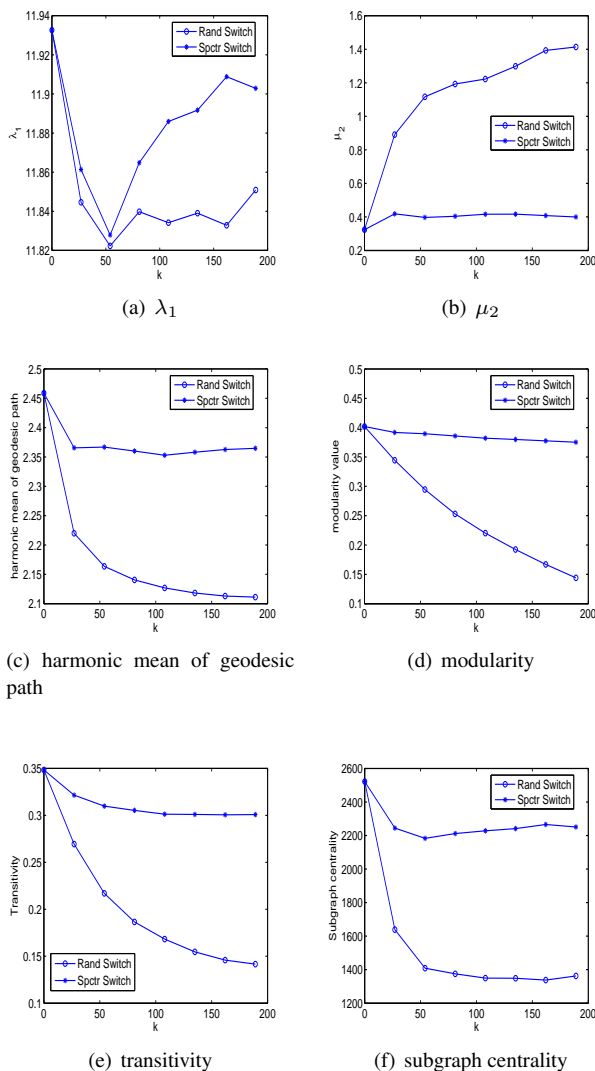 11.94
11.92
11.9
11.88
11.86
11.84
11.82
λ₁
0 50 100 150 200
k
Rand Switch
Spctr Switch
(a) λ₁
1.6
1.4
1.2
1
0.8
0.6
0.4
0.2
μ₂
0 50 100 150 200
k
Rand Switch
Spctr Switch
(b) μ₂
2.5
2.45
2.4
2.35
2.3
2.25
2.2
2.15
2.1
harmonic mean of geodesic path
0 50 100 150 200
k
Rand Switch
Spctr Switch
(c) harmonic mean of geodesic
path
0.5
0.45
0.4
0.35
0.3
0.25
0.2
0.15
0.1
modularity value
0 50 100 150 200
k
Rand Switch
Spctr Switch
(d) modularity
0.35
0.3
0.25
0.2
0.15
0.1
Transitivity
0 50 100 150 200
k
Rand Switch
Spctr Switch
(e) transitivity
2600
2400
2200
2000
1800
1600
1400
1200
Subgraph centrality
0 50 100 150 200
k
Rand Switch
Spctr Switch
(f) subgraph centrality